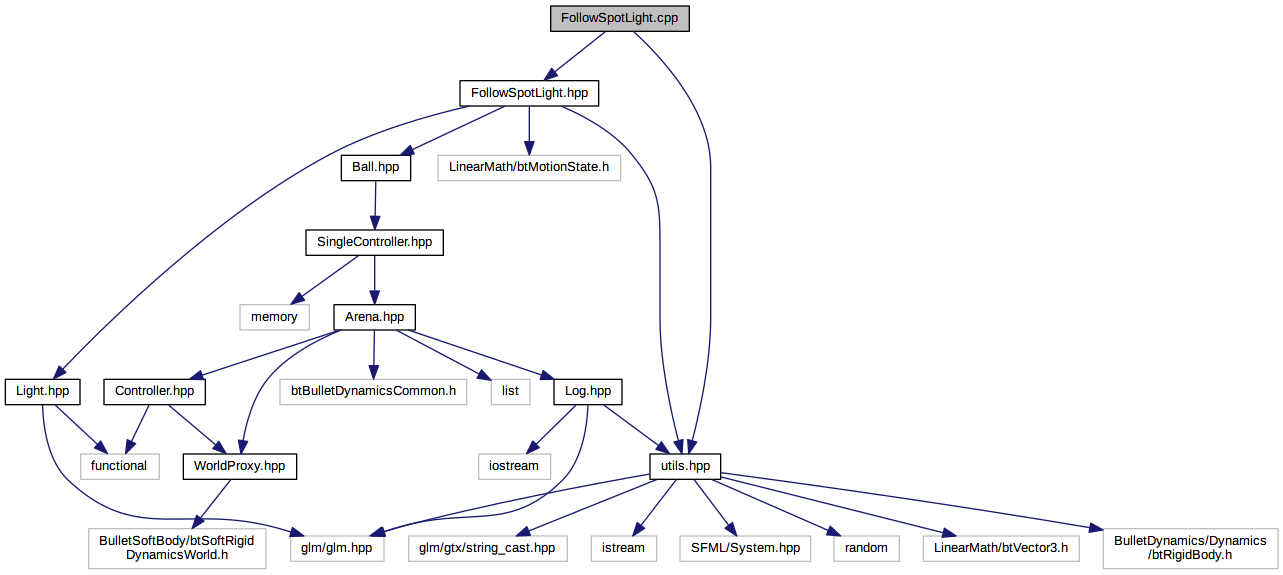 FollowSpotLight.cpp
FollowSpotLight.hpp
Ball.hpp
LinearMath/btMotionState.h
SingleController.hpp
memory
Arena.hpp
Light.hpp
Controller.hpp
btBulletDynamicsCommon.h
list
Log.hpp
functional
WorldProxy.hpp
iostream
utils.hpp
BulletSoftBody/btSoftRigid
DynamicsWorld.h
glm/glm.hpp
glm/gtx/string_cast.hpp
istream
SFML/System.hpp
random
LinearMath/btVector3.h
BulletDynamics/Dynamics
/btRigidBody.h